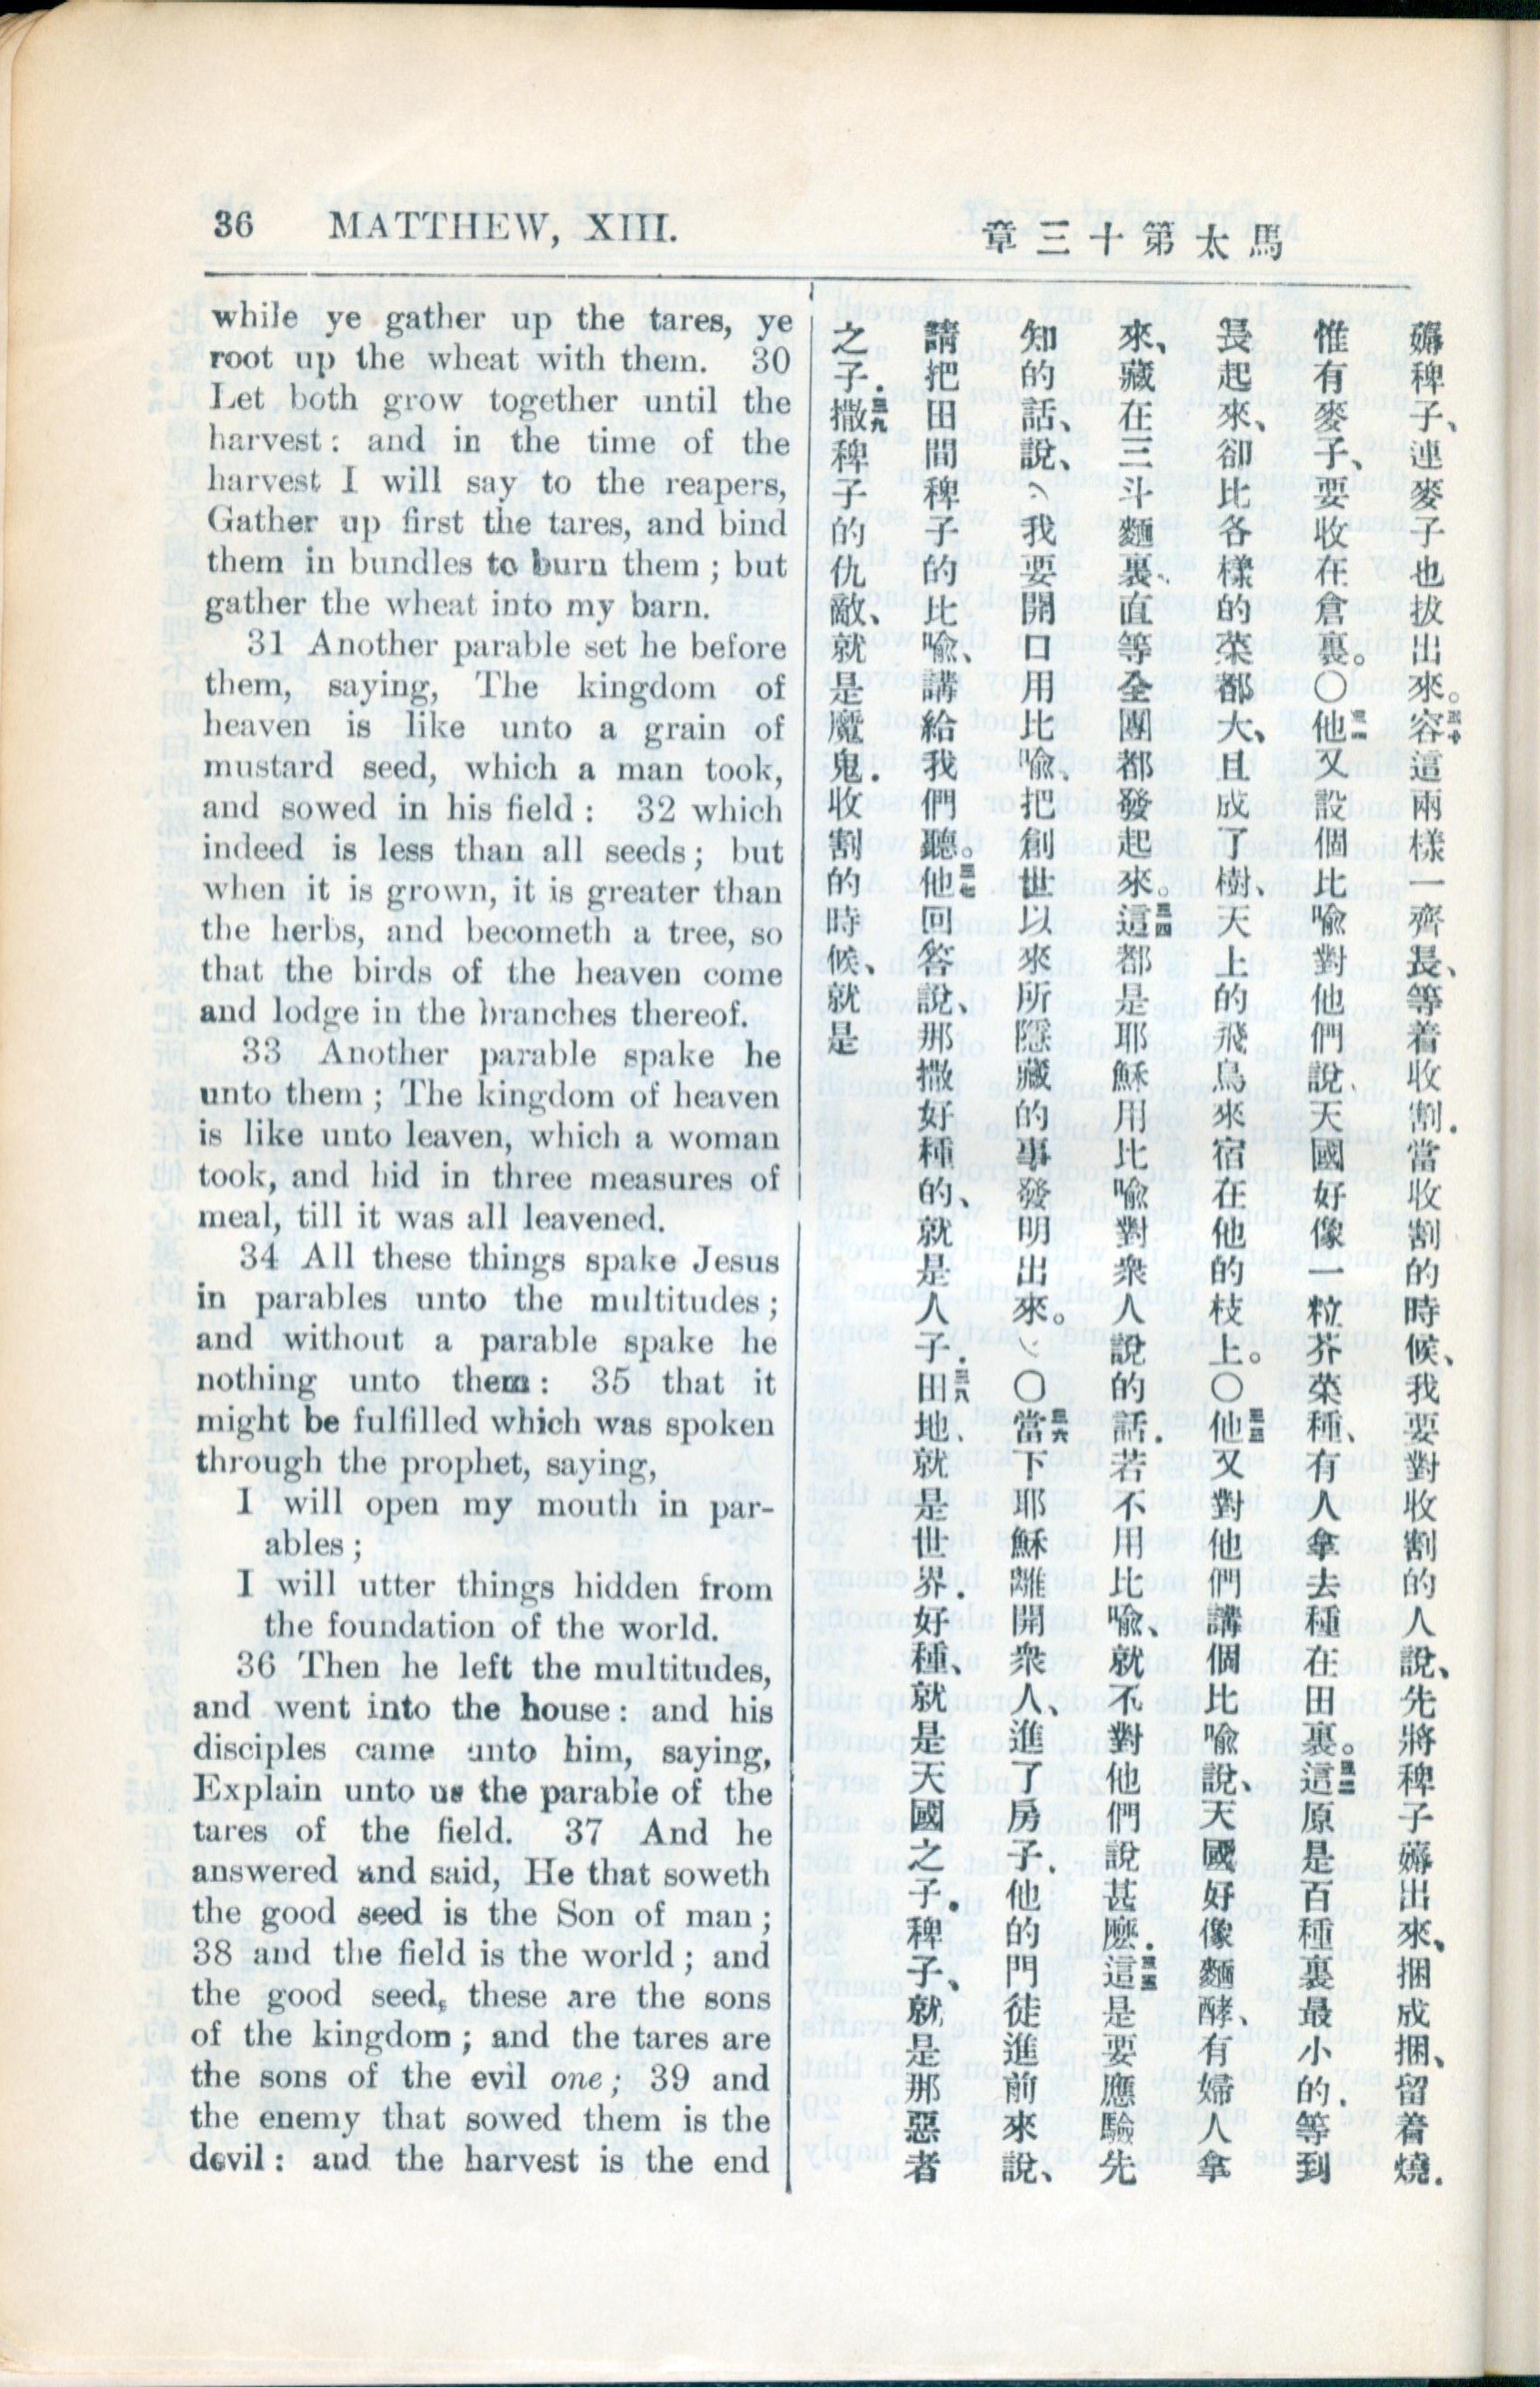 36 MATTHEW, XIII.
章三十第太馬
while ye gather up the tares, ye
root up the wheat with them. 30
Let both grow together until the
harvest: and in the time of the
harvest I will say to the reapers,
Gather up first the tares, and bind
them in bundles to burn them; but
gather the wheat into my barn.
31 Another parable set he before
them, saying, The kingdom of
heaven is like unto a grain of
mustard seed, which a man took,
and sowed in his field: 32 which
indeed is less than all seeds; but
when it is grown, it is greater than
the herbs, and becometh a tree, so
that the birds of the heaven come
and lodge in the branches thereof.
33 Another parable spake he
unto them; The kingdom of heaven
is like unto leaven, which a woman
took, and hid in three measures of
meal, till it was all leavened.
34 All these things spake Jesus
in parables unto the multitudes;
and without a parable spake he
nothing unto them: 35 that it
might be fulfilled which was spoken
through the prophet, saying,
I will open my mouth in par-
ables;
I will utter things hidden from
the foundation of the world.
36 Then he left the multitudes,
and went into the house: and his
disciples came unto him, saying,
Explain unto us the parable of the
tares of the field. 37 And he
answered and said, He that soweth
the good seed is the Son of man;
38 and the field is the world; and
the good seed, these are the sons
of the kingdom; and the tares are
the sons of the evil one; 39 and
the enemy that sowed them is the
devil: and the harvest is the end
薅稗子、連麥子也拔出來。三十容這兩樣一齊長、等着收割．當收割的時候、我要對收割的人說、先將稗子薅出來、捆成捆、留着燒．
惟有麥子、要收在倉裏。〇三一他又設個比喩對他們說、天國好像一粒芥菜種、有人拿去種在田裏。三二這原是百種裏最小的．等到
長起來、卻比各樣的菜都大、且成了樹、天上的飛鳥來宿在他的枝上。〇三三他又對他們講個比喩說、天國好像麵酵、有婦人拿
來、藏在三斗麵裏、直等全團都發起來。三四這都是耶穌用比喩對衆人說的話．若不用比喩、就不對他們說甚麽．三五這是要應驗先
知的話、說、我要開口用比喩、把創世以來所隱藏的事發明出來。〇三六當下耶穌離開衆人、進了房子．他的門徒進前來說、
請把田間稗子的比喩、講給我們聽。三七他回答說、那撒好種的、就是人子．三八田地、就是世界．好種、就是天國之子．稗子、就是那惡者
之子．三九撒稗子的仇敵、就是魔鬼．收割的時候、就是